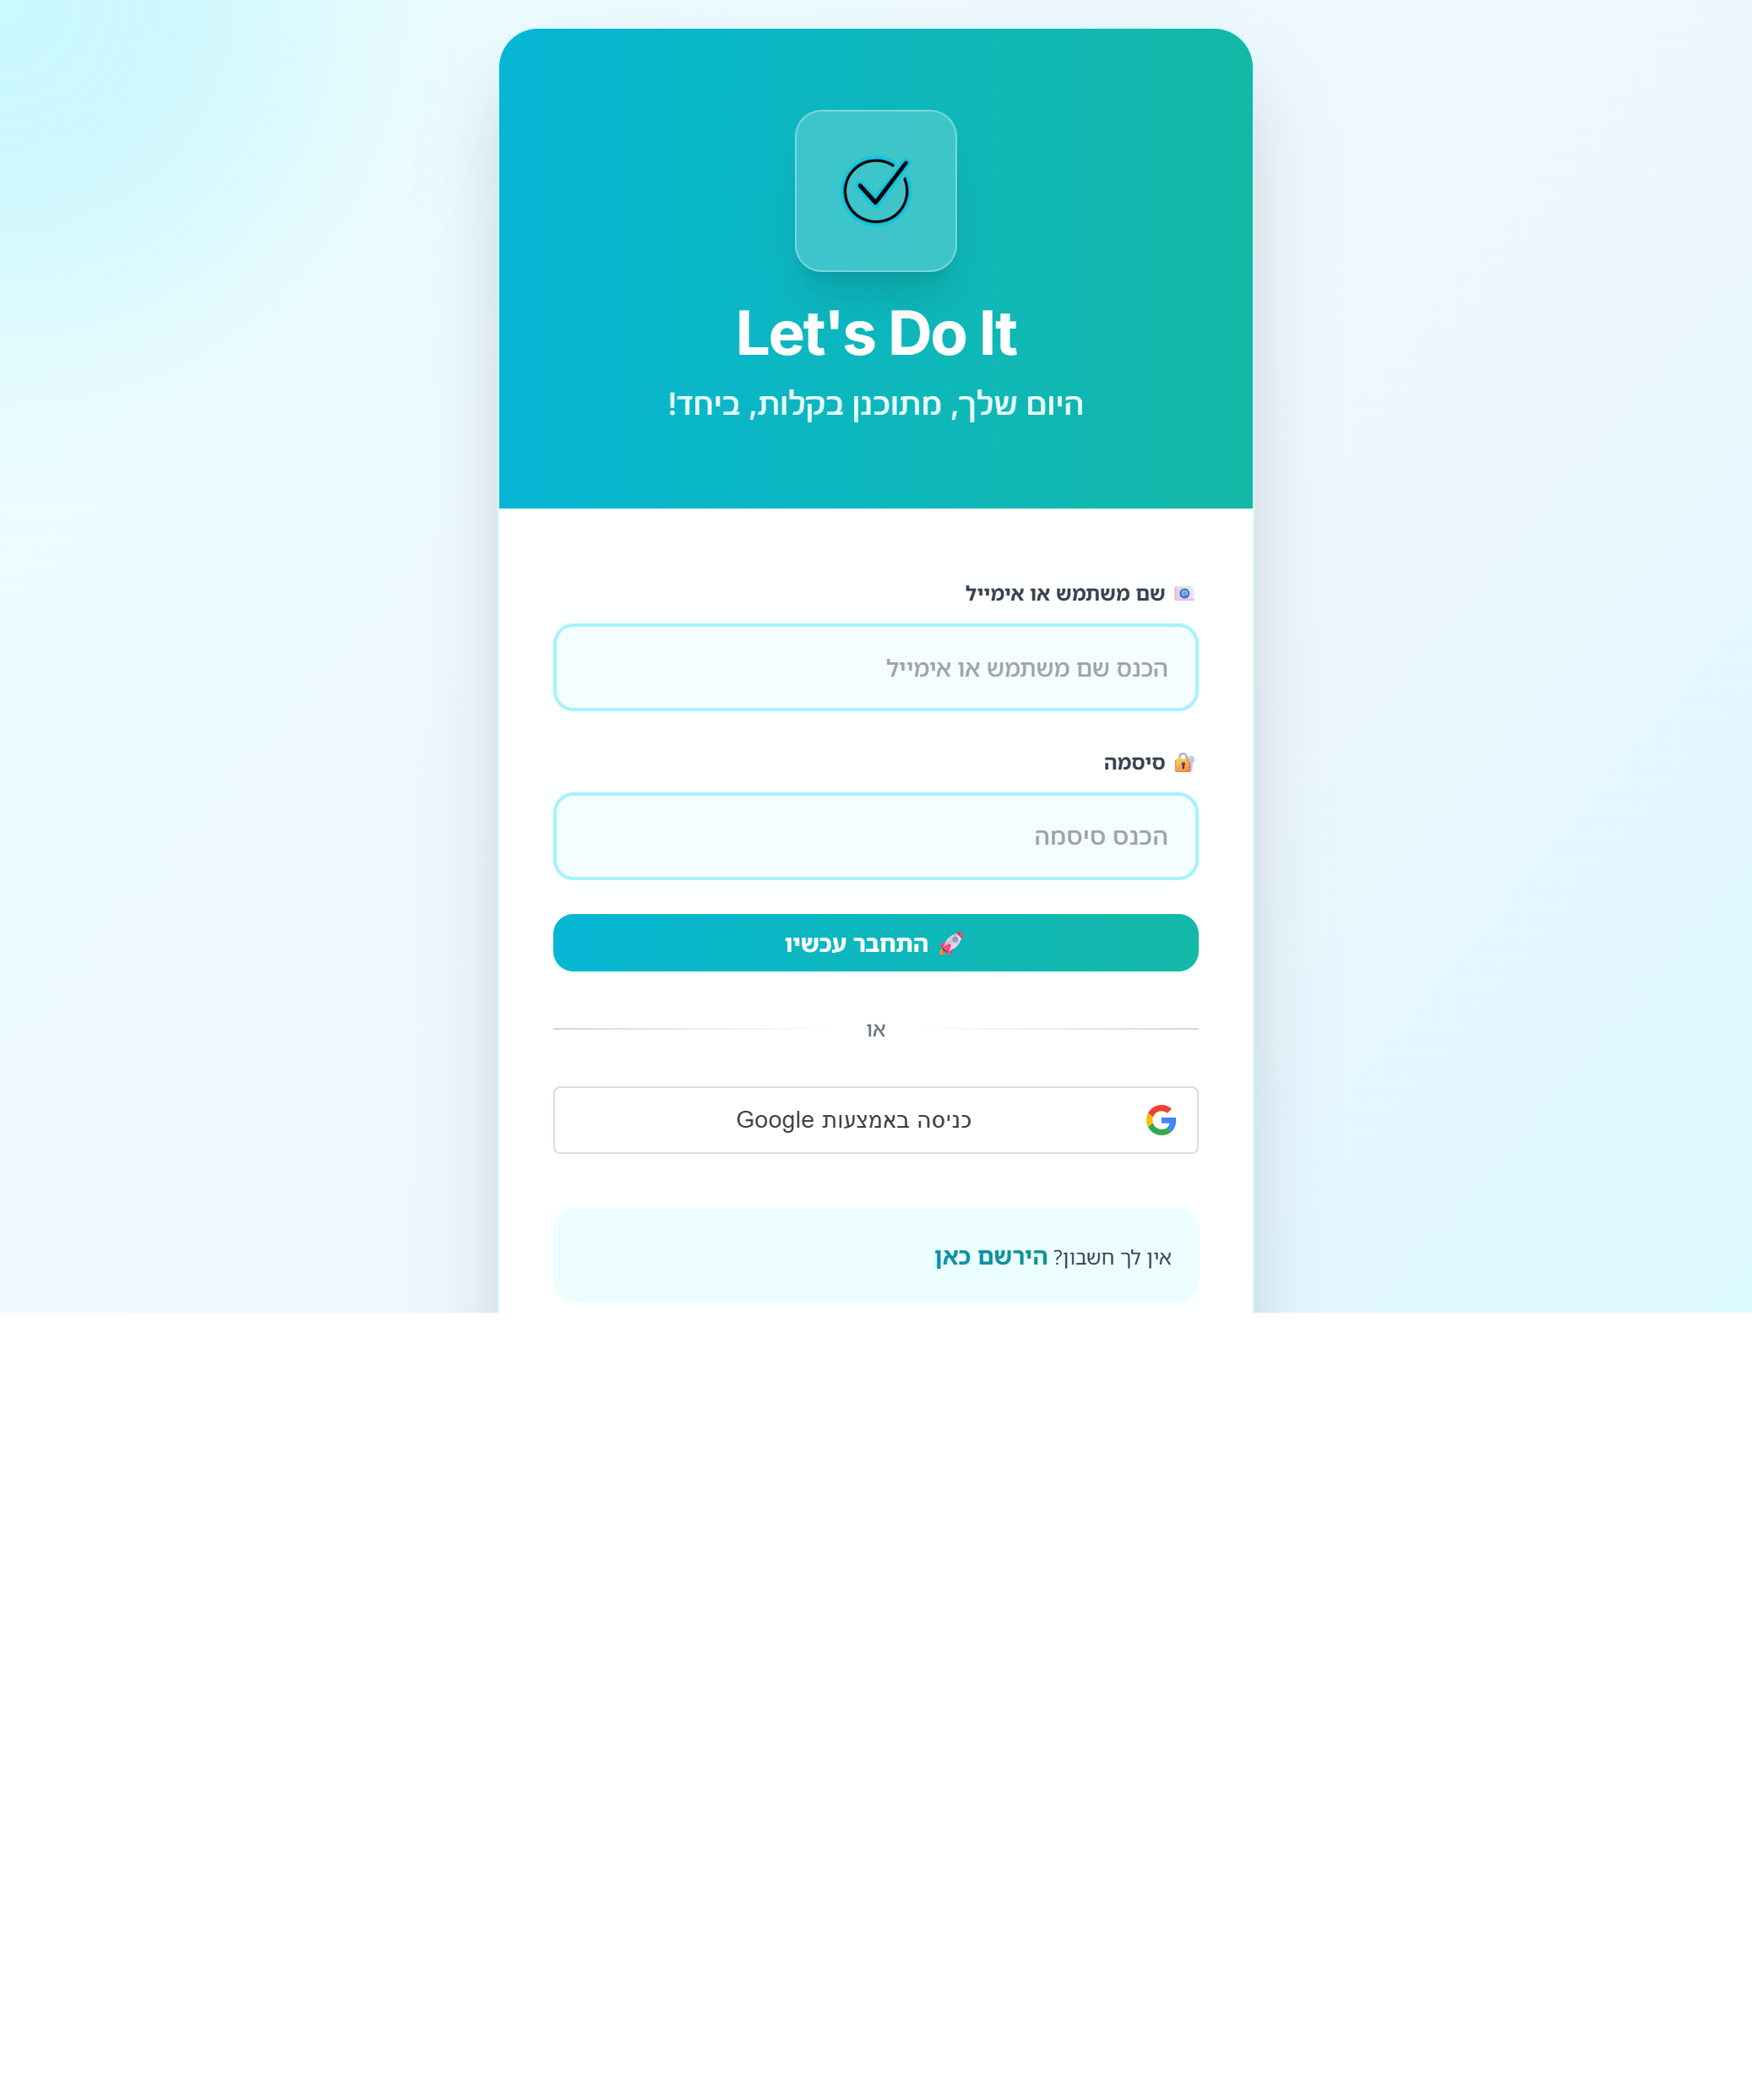 Let's Do It
היום שלך, מתוכנן בקלות, ביחד!
📧 שם משתמש או אימייל
הכנס שם משתמש או אימייל
🔐 סיסמה
הכנס סיסמה
🚀 התחבר עכשיו
או
כניסה באמצעות Google
אין לך חשבון? הירשם כאן